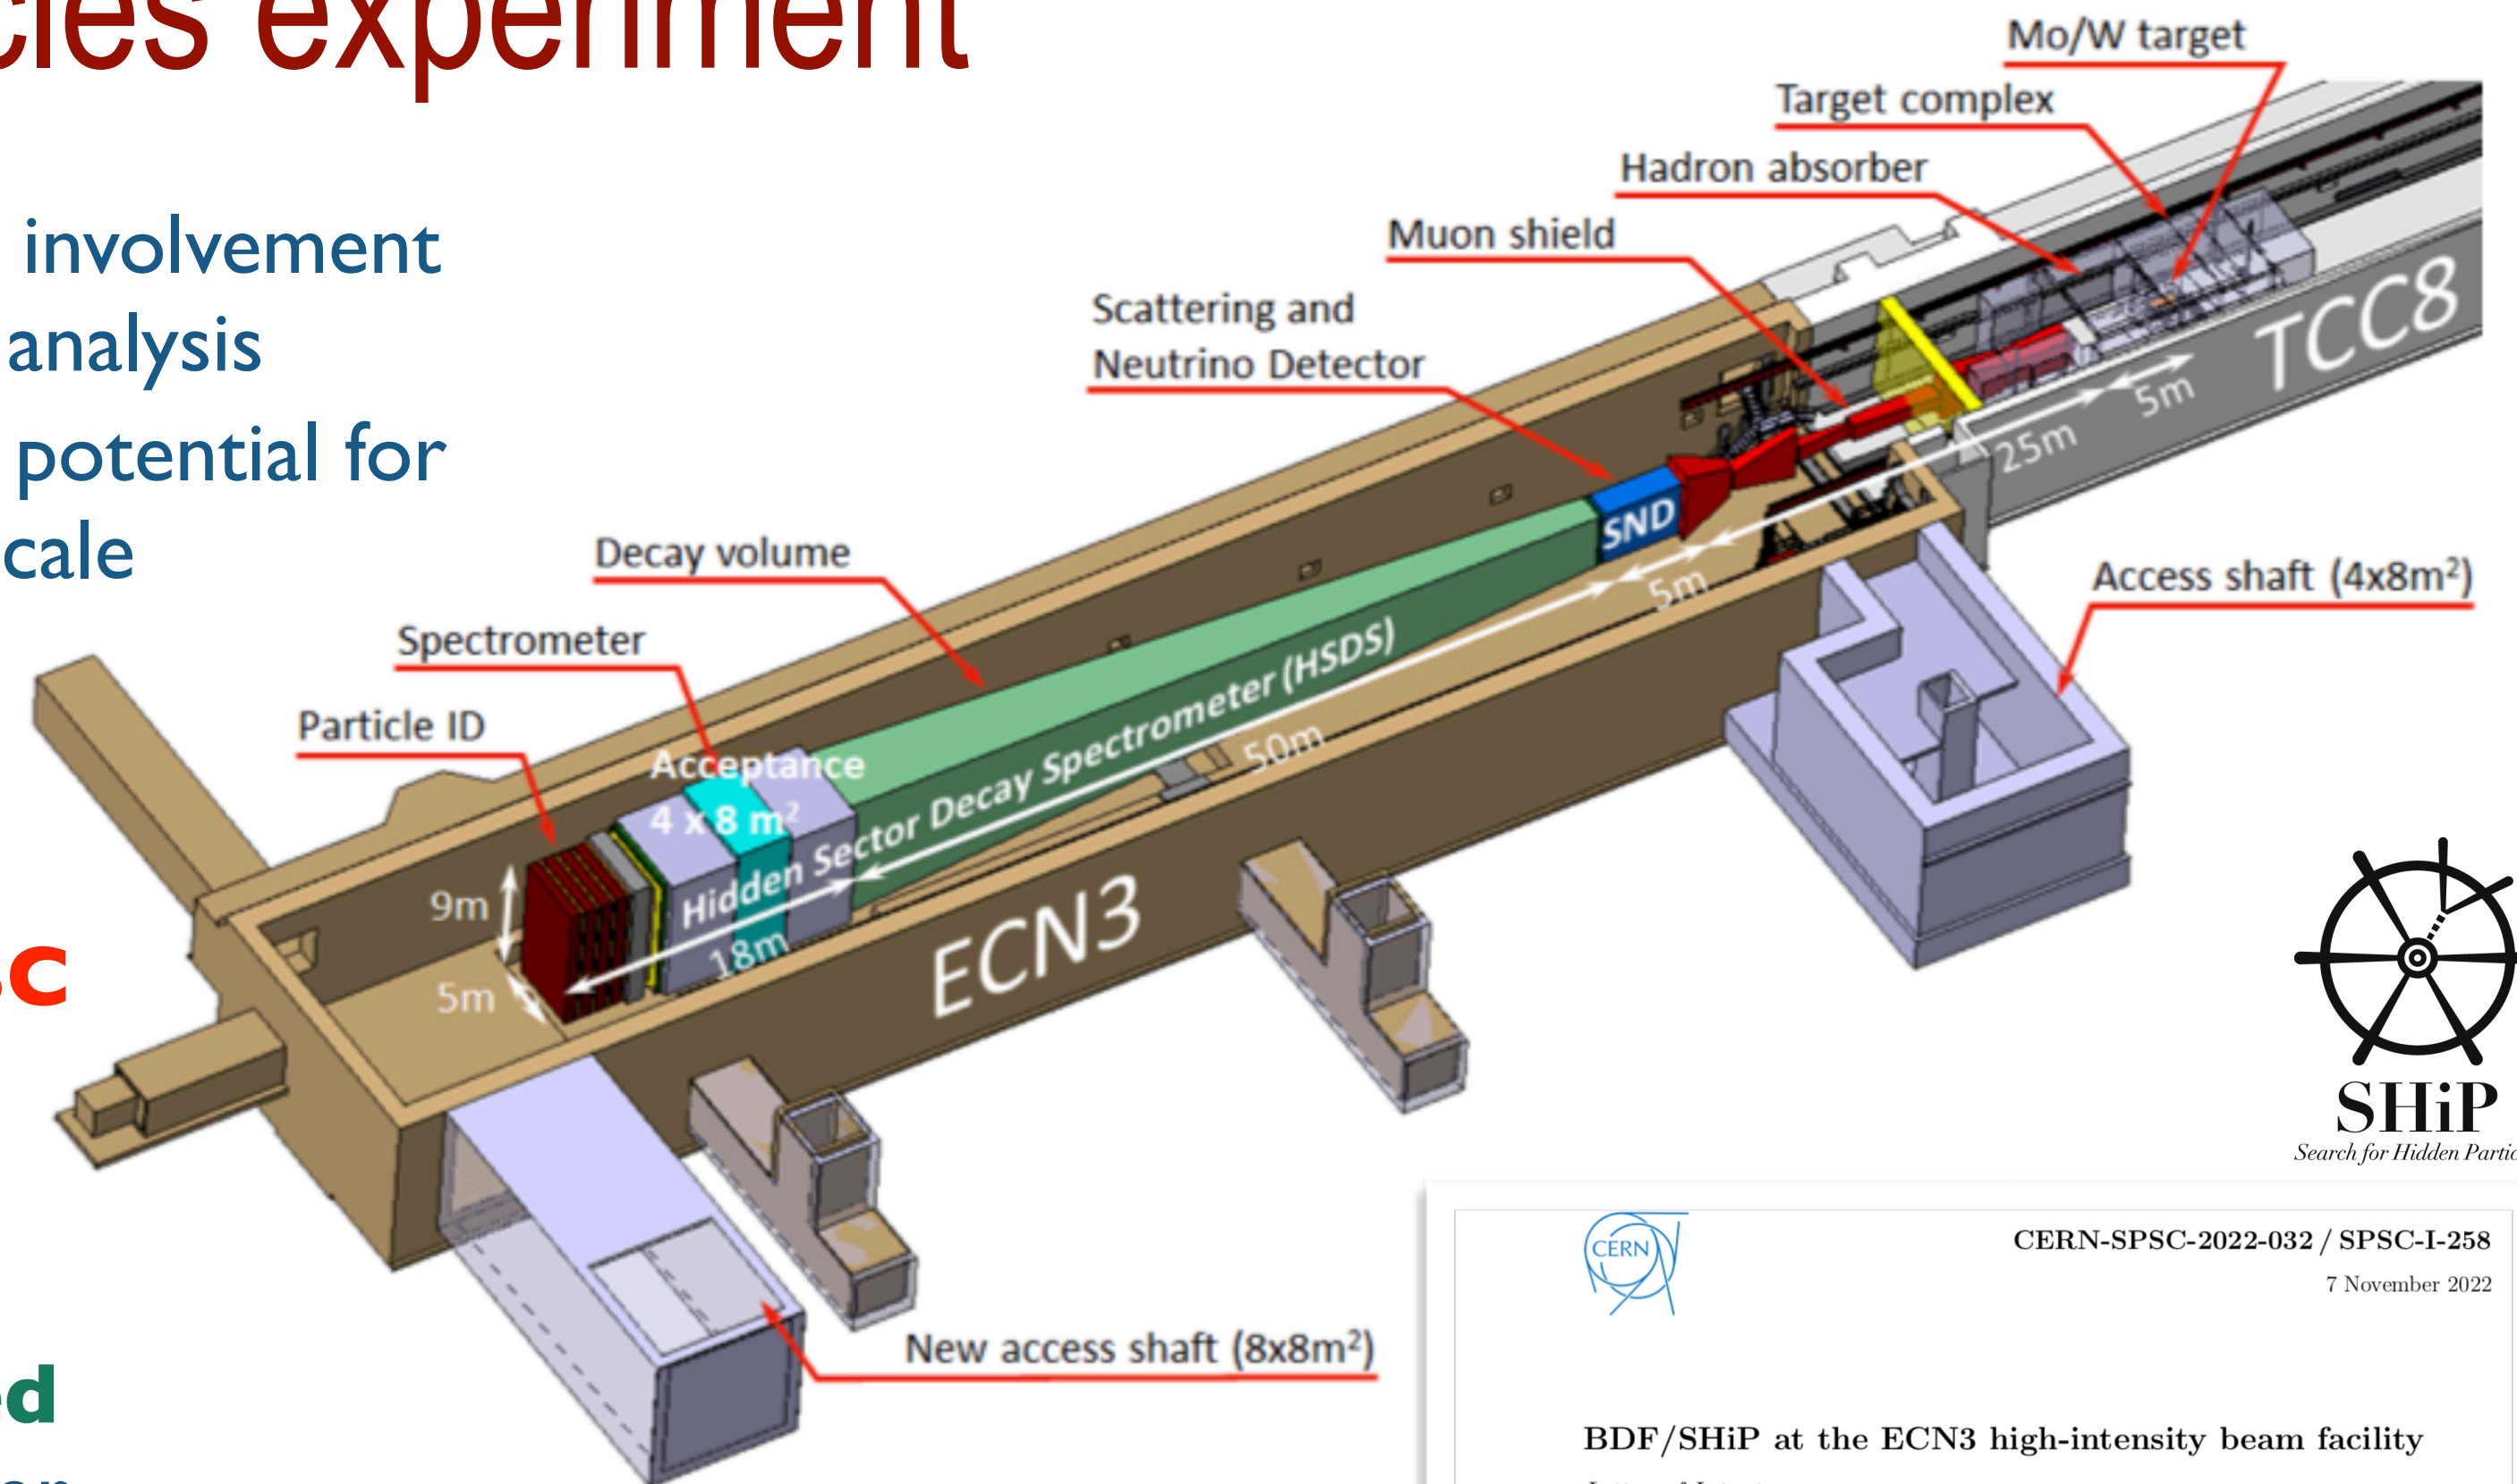 experiment
involvement
analysis
potential for
Mo/W target
Target complex
Hadron absorber
Muon shield
Scattering and
Neutrino Detector
TCC8
5m
25m
SND
5m
Decay volume
Access shaft (4x8m²)
Spectrometer
Hidden Sector Decay Spectrometer (HSDS)
50m
Particle ID
Acceptance
4 x 8 m²
9m
18m
5m
ECN3
New access shaft (8x8m²)
SHiP
Search for Hidden
CERN
CERN-SPSC-2022-032 / SPSC-I-258
7 November 2022
BDF/SHiP at the ECN3 high-intensity beam facility